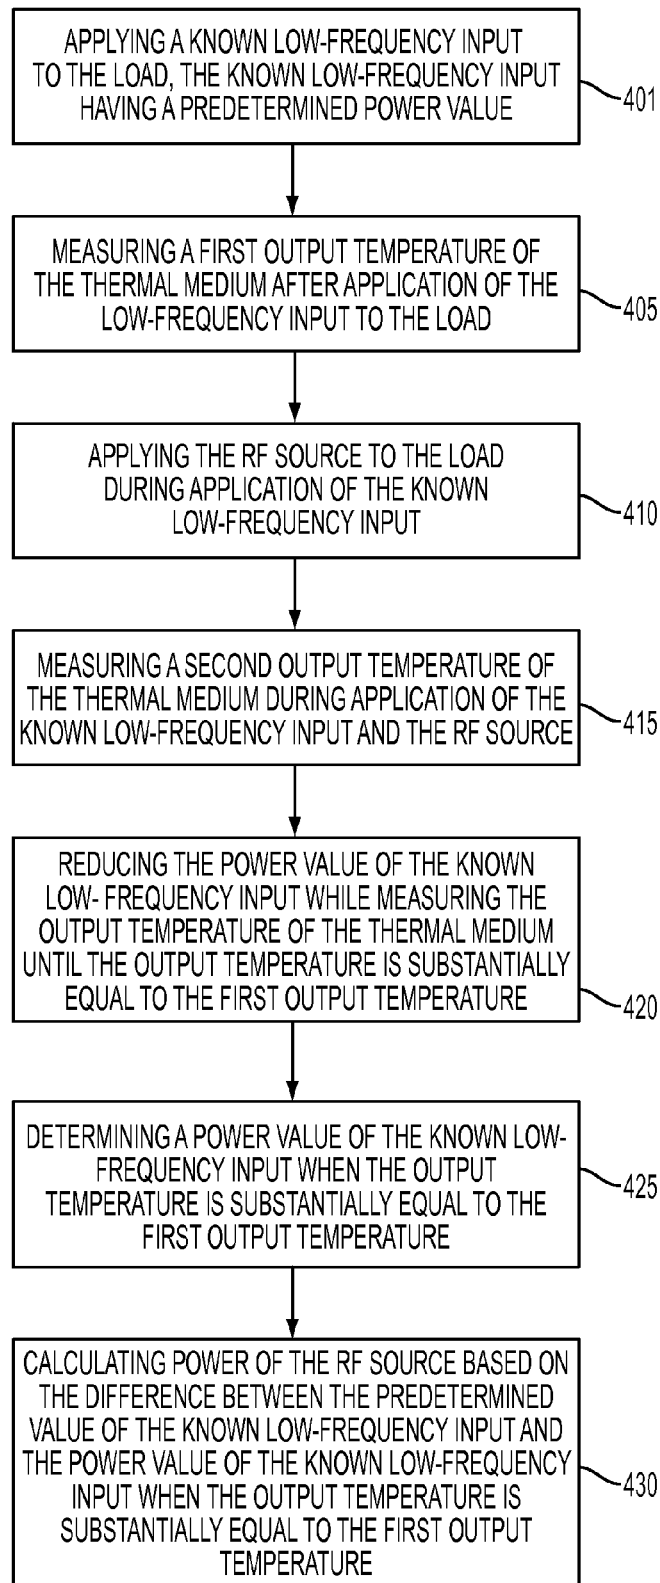 APPLYING A KNOWN LOW-FREQUENCY INPUT
TO THE LOAD, THE KNOWN LOW-FREQUENCY INPUT
HAVING A PREDETERMINED POWER VALUE
401
MEASURING A FIRST OUTPUT TEMPERATURE OF
THE THERMAL MEDIUM AFTER APPLICATION OF THE
LOW-FREQUENCY INPUT TO THE LOAD
405
APPLYING THE RF SOURCE TO THE LOAD
DURING APPLICATION OF THE KNOWN
LOW-FREQUENCY INPUT
410
MEASURING A SECOND OUTPUT TEMPERATURE OF
THE THERMAL MEDIUM DURING APPLICATION OF THE
KNOWN LOW-FREQUENCY INPUT AND THE RF SOURCE
415
REDUCING THE POWER VALUE OF THE KNOWN
LOW- FREQUENCY INPUT WHILE MEASURING THE
OUTPUT TEMPERATURE OF THE THERMAL MEDIUM
UNTIL THE OUTPUT TEMPERATURE IS SUBSTANTIALLY
EQUAL TO THE FIRST OUTPUT TEMPERATURE
420
DETERMINING A POWER VALUE OF THE KNOWN LOW-
FREQUENCY INPUT WHEN THE OUTPUT
TEMPERATURE IS SUBSTANTIALLY EQUAL TO THE
FIRST OUTPUT TEMPERATURE
425
CALCULATING POWER OF THE RF SOURCE BASED ON
THE DIFFERENCE BETWEEN THE PREDETERMINED
VALUE OF THE KNOWN LOW-FREQUENCY INPUT AND
THE POWER VALUE OF THE KNOWN LOW-FREQUENCY
INPUT WHEN THE OUTPUT TEMPERATURE IS
SUBSTANTIALLY EQUAL TO THE FIRST OUTPUT
TEMPERATURE
430